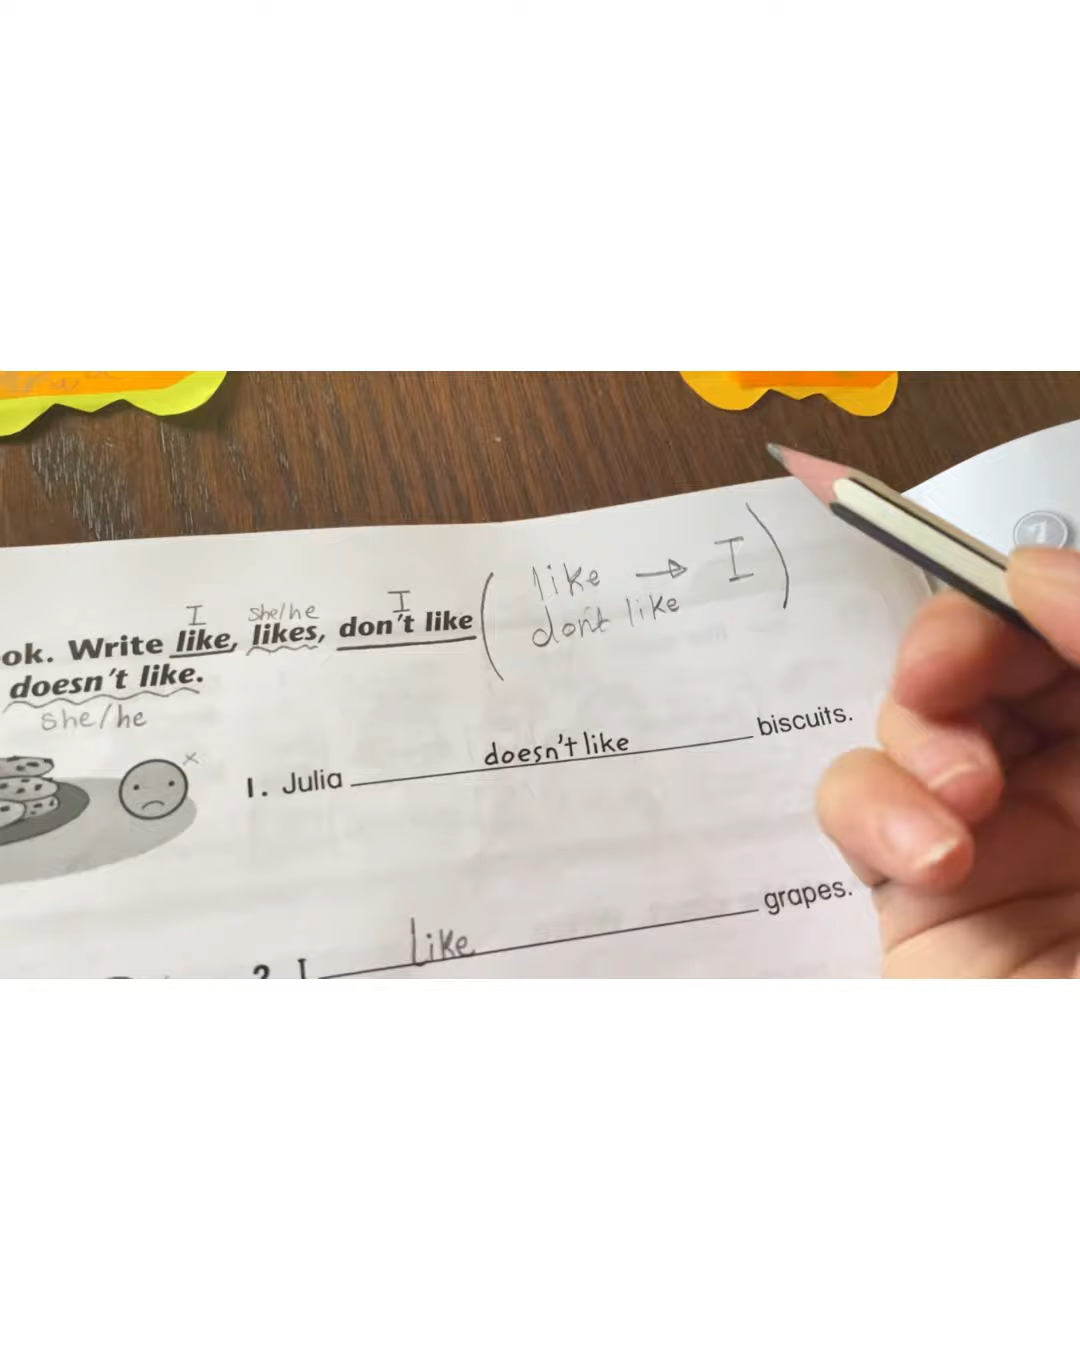 I she/he I
ok. Write like, likes, don't like
( like → I )
dont like
doesn't like.
she/he
1. Julia doesn't like biscuits.
2. I like grapes.